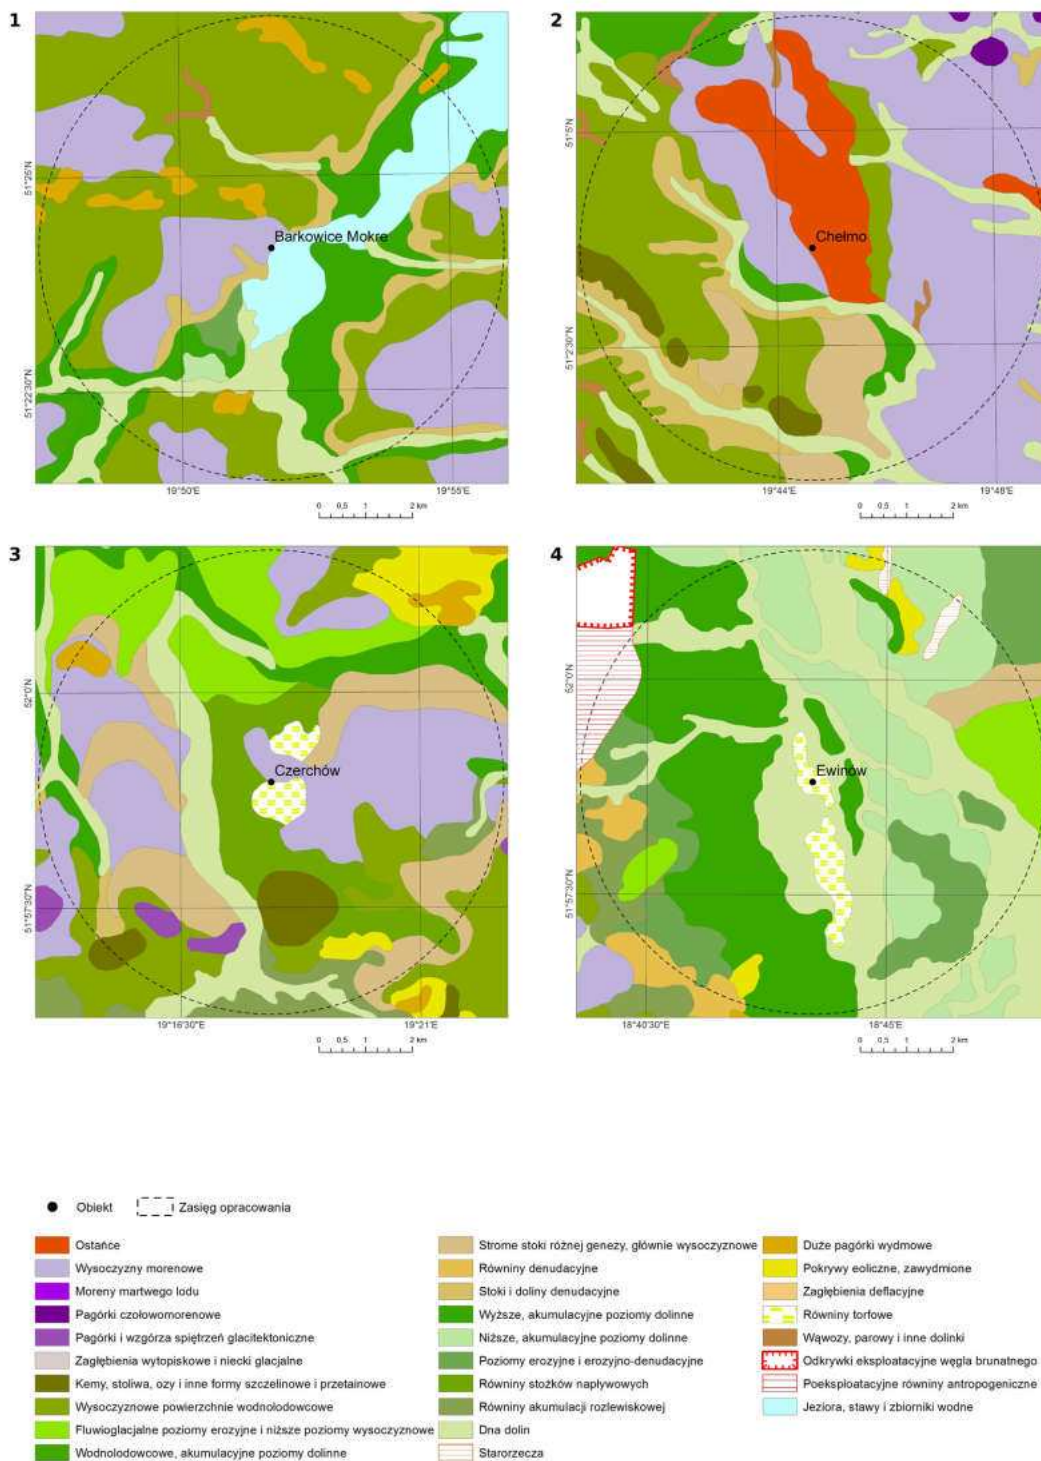 1
Barkowice Mokre
51°25'N
51°22'30"N
19°50'E
19°55'E
0 0,5 1 2 km
2
Chełmo
51°5'N
51°2'30"N
19°44'E
19°48'E
0 0,5 1 2 km
3
Czerchów
52°0'N
51°57'30"N
19°16'30"E
19°21'E
0 0,5 1 2 km
4
Ewinów
52°0'N
51°57'30"N
18°40'30"E
18°45'E
0 0,5 1 2 km
Obiekt
Zasięg opracowania
Ostańce
Wysoczyzny morenowe
Moreny martwego lodu
Pagórki czołowomorenowe
Pagórki i wzgórza spiętrzeń glacitektoniczne
Zagłębienia wytopiskowe i niecki glacjalne
Kemy, stoliwa, ozy i inne formy szczelinowe i przetainowe
Wysoczyznowe powierzchnie wodnolodowcowe
Fluwioglacjalne poziomy erozyjne i niższe poziomy wysoczyznowe
Wodnolodowcowe, akumulacyjne poziomy dolinne
Strome stoki różnej genezy, głównie wysoczyznowe
Równiny denudacyjne
Stoki i doliny denudacyjne
Wyższe, akumulacyjne poziomy dolinne
Niższe, akumulacyjne poziomy dolinne
Poziomy erozyjne i erozyjno-denudacyjne
Równiny stożków napływowych
Równiny akumulacji rozlewiskowej
Dna dolin
Starorzecza
Duże pagórki wydmowe
Pokrywy eoliczne, zawydmione
Zagłębienia deflacyjne
Równiny torfowe
Wąwozy, parowy i inne dolinki
Odkrywki eksploatacyjne węgla brunatnego
Poeksploatacyjne równiny antropogeniczne
Jeziora, stawy i zbiorniki wodne